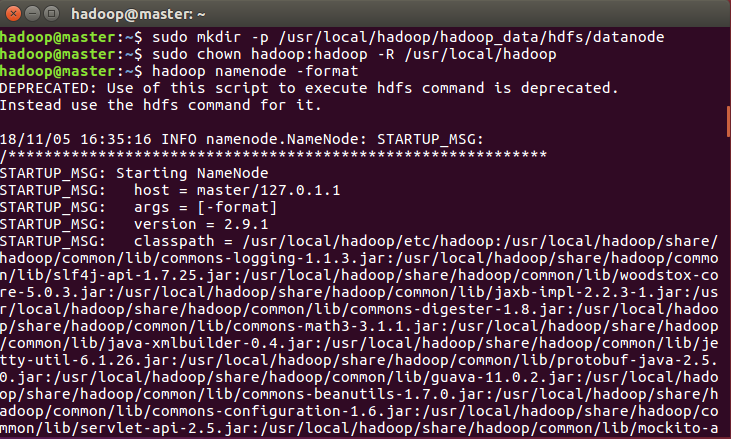 hadoop@master: ~
hadoop@master:~$ sudo mkdir -p /usr/local/hadoop/hadoop_data/hdfs/datanode
hadoop@master:~$ sudo chown hadoop:hadoop -R /usr/local/hadoop
hadoop@master:~$ hadoop namenode -format
DEPRECATED: Use of this script to execute hdfs command is deprecated.
Instead use the hdfs command for it.
18/11/05 16:35:16 INFO namenode.NameNode: STARTUP_MSG:
/************************************************************
STARTUP_MSG: Starting NameNode
STARTUP_MSG:   host = master/127.0.1.1
STARTUP_MSG:   args = [-format]
STARTUP_MSG:   version = 2.9.1
STARTUP_MSG:   classpath = /usr/local/hadoop/etc/hadoop:/usr/local/hadoop/share/
hadoop/common/lib/commons-logging-1.1.3.jar:/usr/local/hadoop/share/hadoop/commo
n/lib/slf4j-api-1.7.25.jar:/usr/local/hadoop/share/hadoop/common/lib/woodstox-co
re-5.0.3.jar:/usr/local/hadoop/share/hadoop/common/lib/jaxb-impl-2.2.3-1.jar:/us
r/local/hadoop/share/hadoop/common/lib/commons-digester-1.8.jar:/usr/local/hadoo
p/share/hadoop/common/lib/commons-math3-3.1.1.jar:/usr/local/hadoop/share/hadoop
/common/lib/java-xmlbuilder-0.4.jar:/usr/local/hadoop/share/hadoop/common/lib/je
tty-util-6.1.26.jar:/usr/local/hadoop/share/hadoop/common/lib/protobuf-java-2.5.
0.jar:/usr/local/hadoop/share/hadoop/common/lib/guava-11.0.2.jar:/usr/local/hado
op/share/hadoop/common/lib/commons-beanutils-1.7.0.jar:/usr/local/hadoop/share/h
adoop/common/lib/commons-configuration-1.6.jar:/usr/local/hadoop/share/hadoop/co
mmon/lib/servlet-api-2.5.jar:/usr/local/hadoop/share/hadoop/common/lib/mockito-a